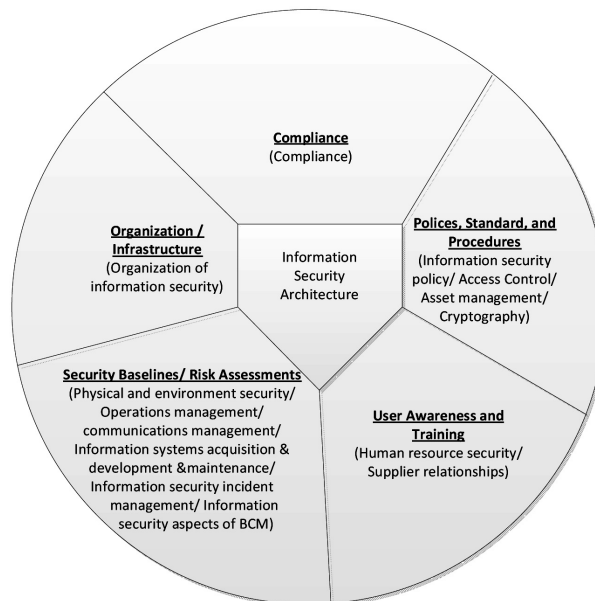 Compliance
(Compliance)
Organization /
Infrastructure
(Organization of
information security)
Information
Security
Architecture
Polices, Standard, and
Procedures
(Information security
policy/ Access Control/
Asset management/
Cryptography)
Security Baselines/ Risk Assessments
(Physical and environment security/
Operations management/
communications management/
Information systems acquisition &
development &maintenance/
Information security incident
management/ Information
security aspects of BCM)
User Awareness and
Training
(Human resource security/
Supplier relationships)